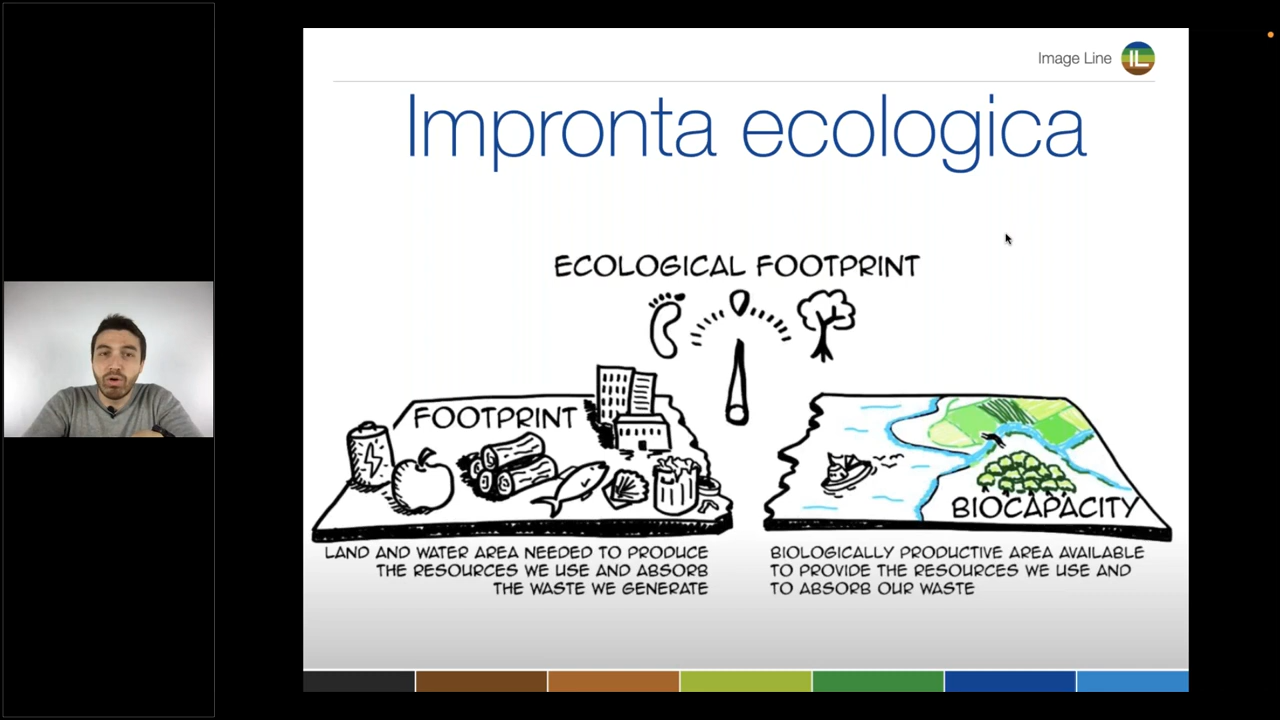 Image Line IL
Impronta ecologica
ECOLOGICAL FOOTPRINT
FOOTPRINT
BIOCAPACITY
LAND AND WATER AREA NEEDED TO PRODUCE
THE RESOURCES WE USE AND ABSORB
THE WASTE WE GENERATE
BIOLOGICALLY PRODUCTIVE AREA AVAILABLE
TO PROVIDE THE RESOURCES WE USE AND
TO ABSORB OUR WASTE